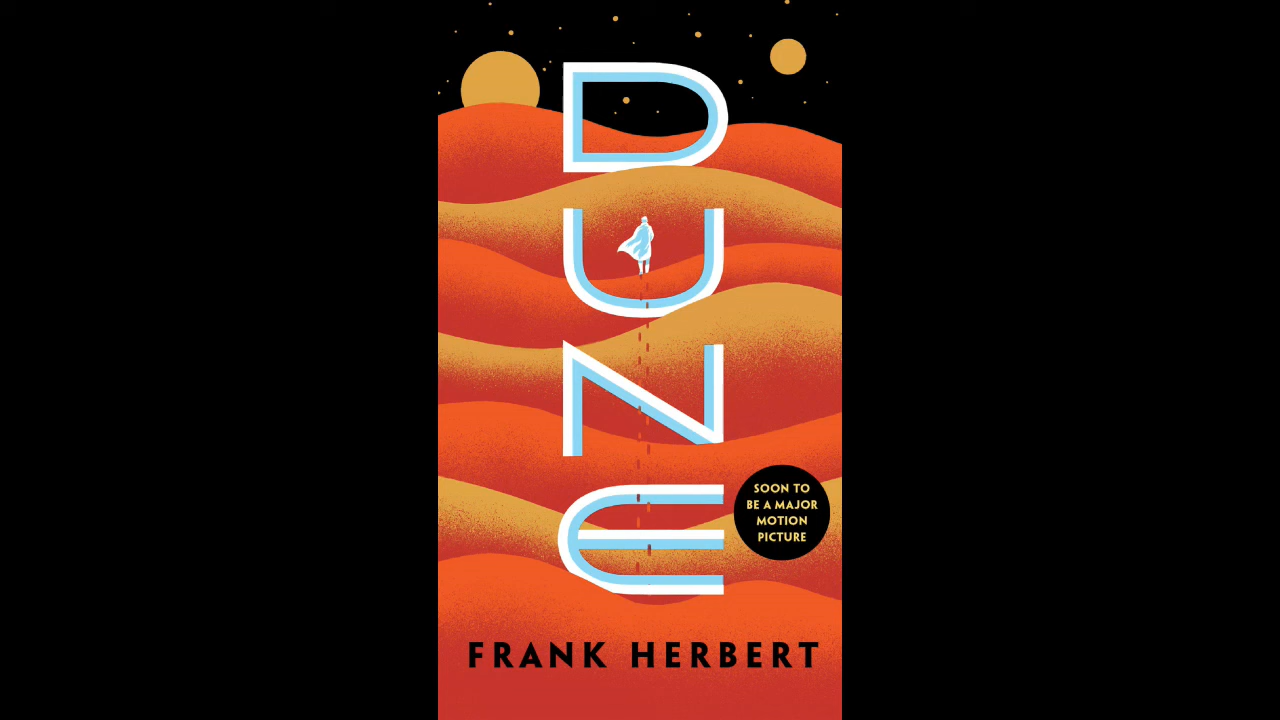 DUNE
SOON TO
BE A MAJOR
MOTION
PICTURE
FRANK HERBERT